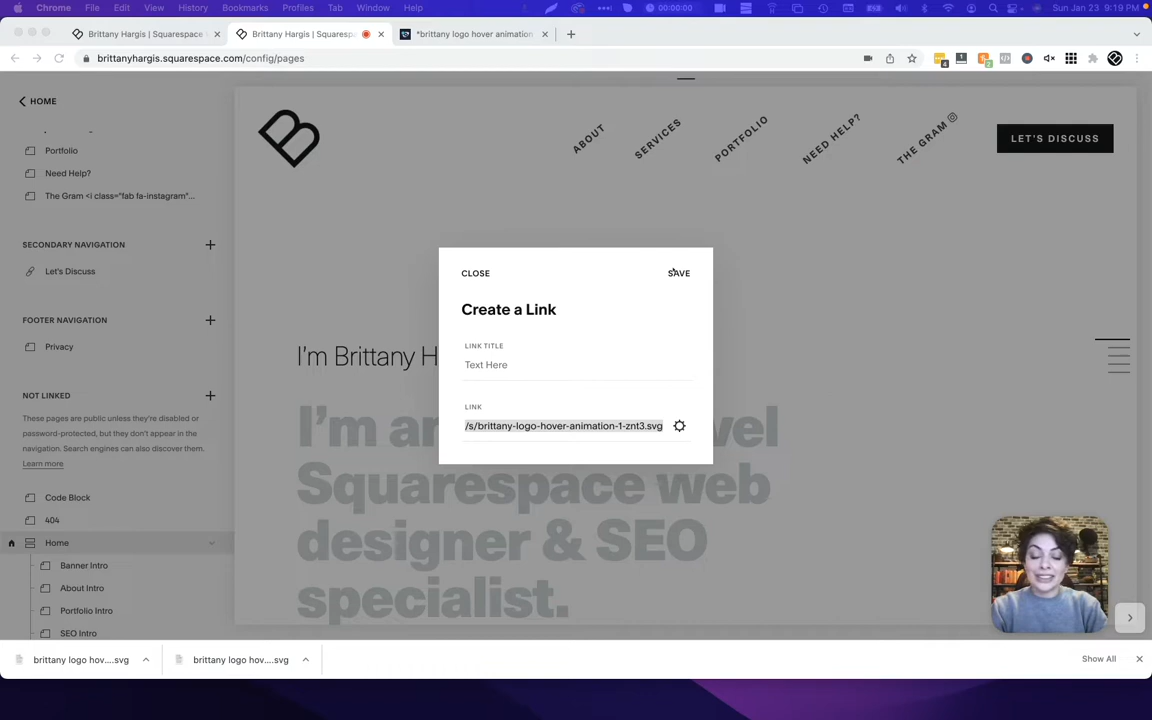 Chrome File Edit View History Bookmarks Profiles Tab Window Help 00:00:00 Sun Jan 23 9:19 PM
Brittany Hargis | Squarespace Brittany Hargis | Squaresp *brittany logo hover animation
brittanyhargis.squarespace.com/config/pages
HOME
Portfolio
Need Help?
The Gram <i class="fab fa-instagram"...
SECONDARY NAVIGATION
Let's Discuss
FOOTER NAVIGATION
Privacy
NOT LINKED
These pages are public unless they're disabled or
password-protected, but they don't appear in the
navigation. Search engines can also discover them.
Learn more
Code Block
404
Home
Banner Intro
About Intro
Portfolio Intro
SEO Intro
ABOUT
SERVICES
PORTFOLIO
NEED HELP?
THE GRAM
LET'S DISCUSS
CLOSE SAVE
Create a Link
LINK TITLE
Text Here
LINK
/s/brittany-logo-hover-animation-1-znt3.svg
I'm Brittany H
I'm a vel
Squarespace web
designer & SEO
specialist.
brittany logo hov....svg brittany logo hov....svg Show All